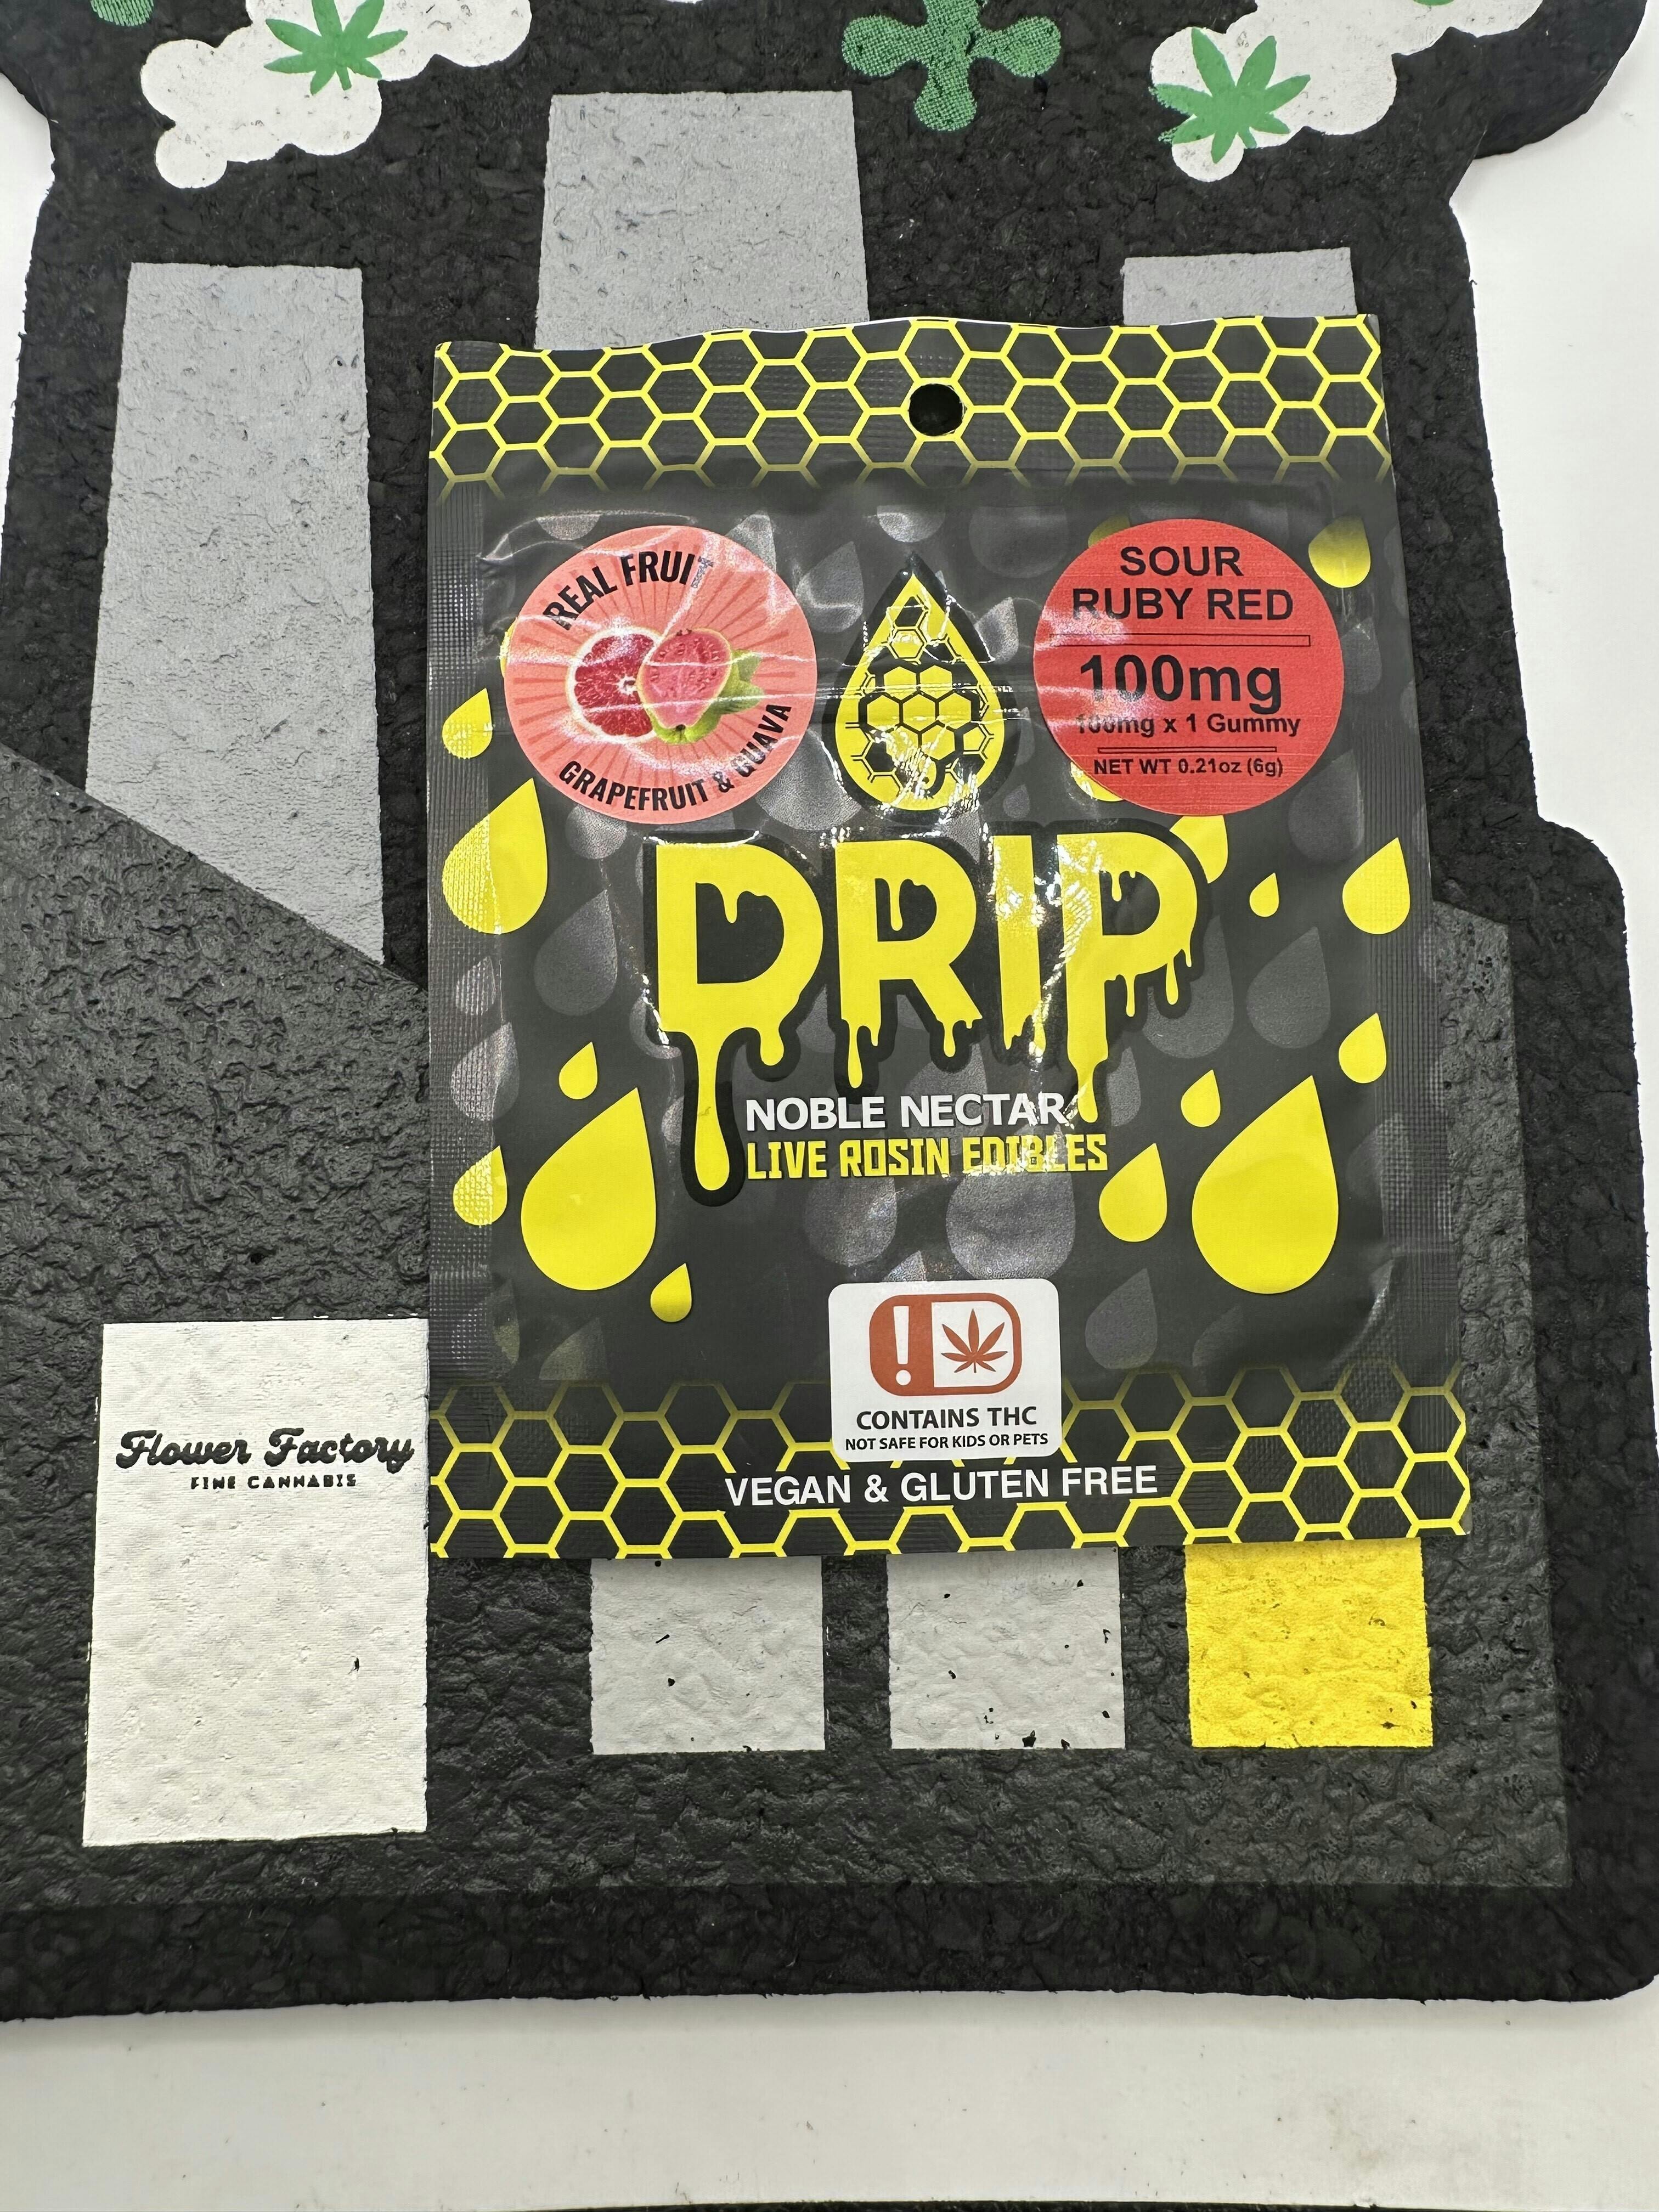 REAL FRUIT
GRAPEFRUIT & GUAVA
SOUR
RUBY RED
100mg
100mg x 1 Gummy
NET WT 0.21oz (6g)
DRIP
NOBLE NECTAR
LIVE ROSIN EDIBLES
!
CONTAINS THC
NOT SAFE FOR KIDS OR PETS
VEGAN & GLUTEN FREE
Flower Factory
FINE CANNABIS